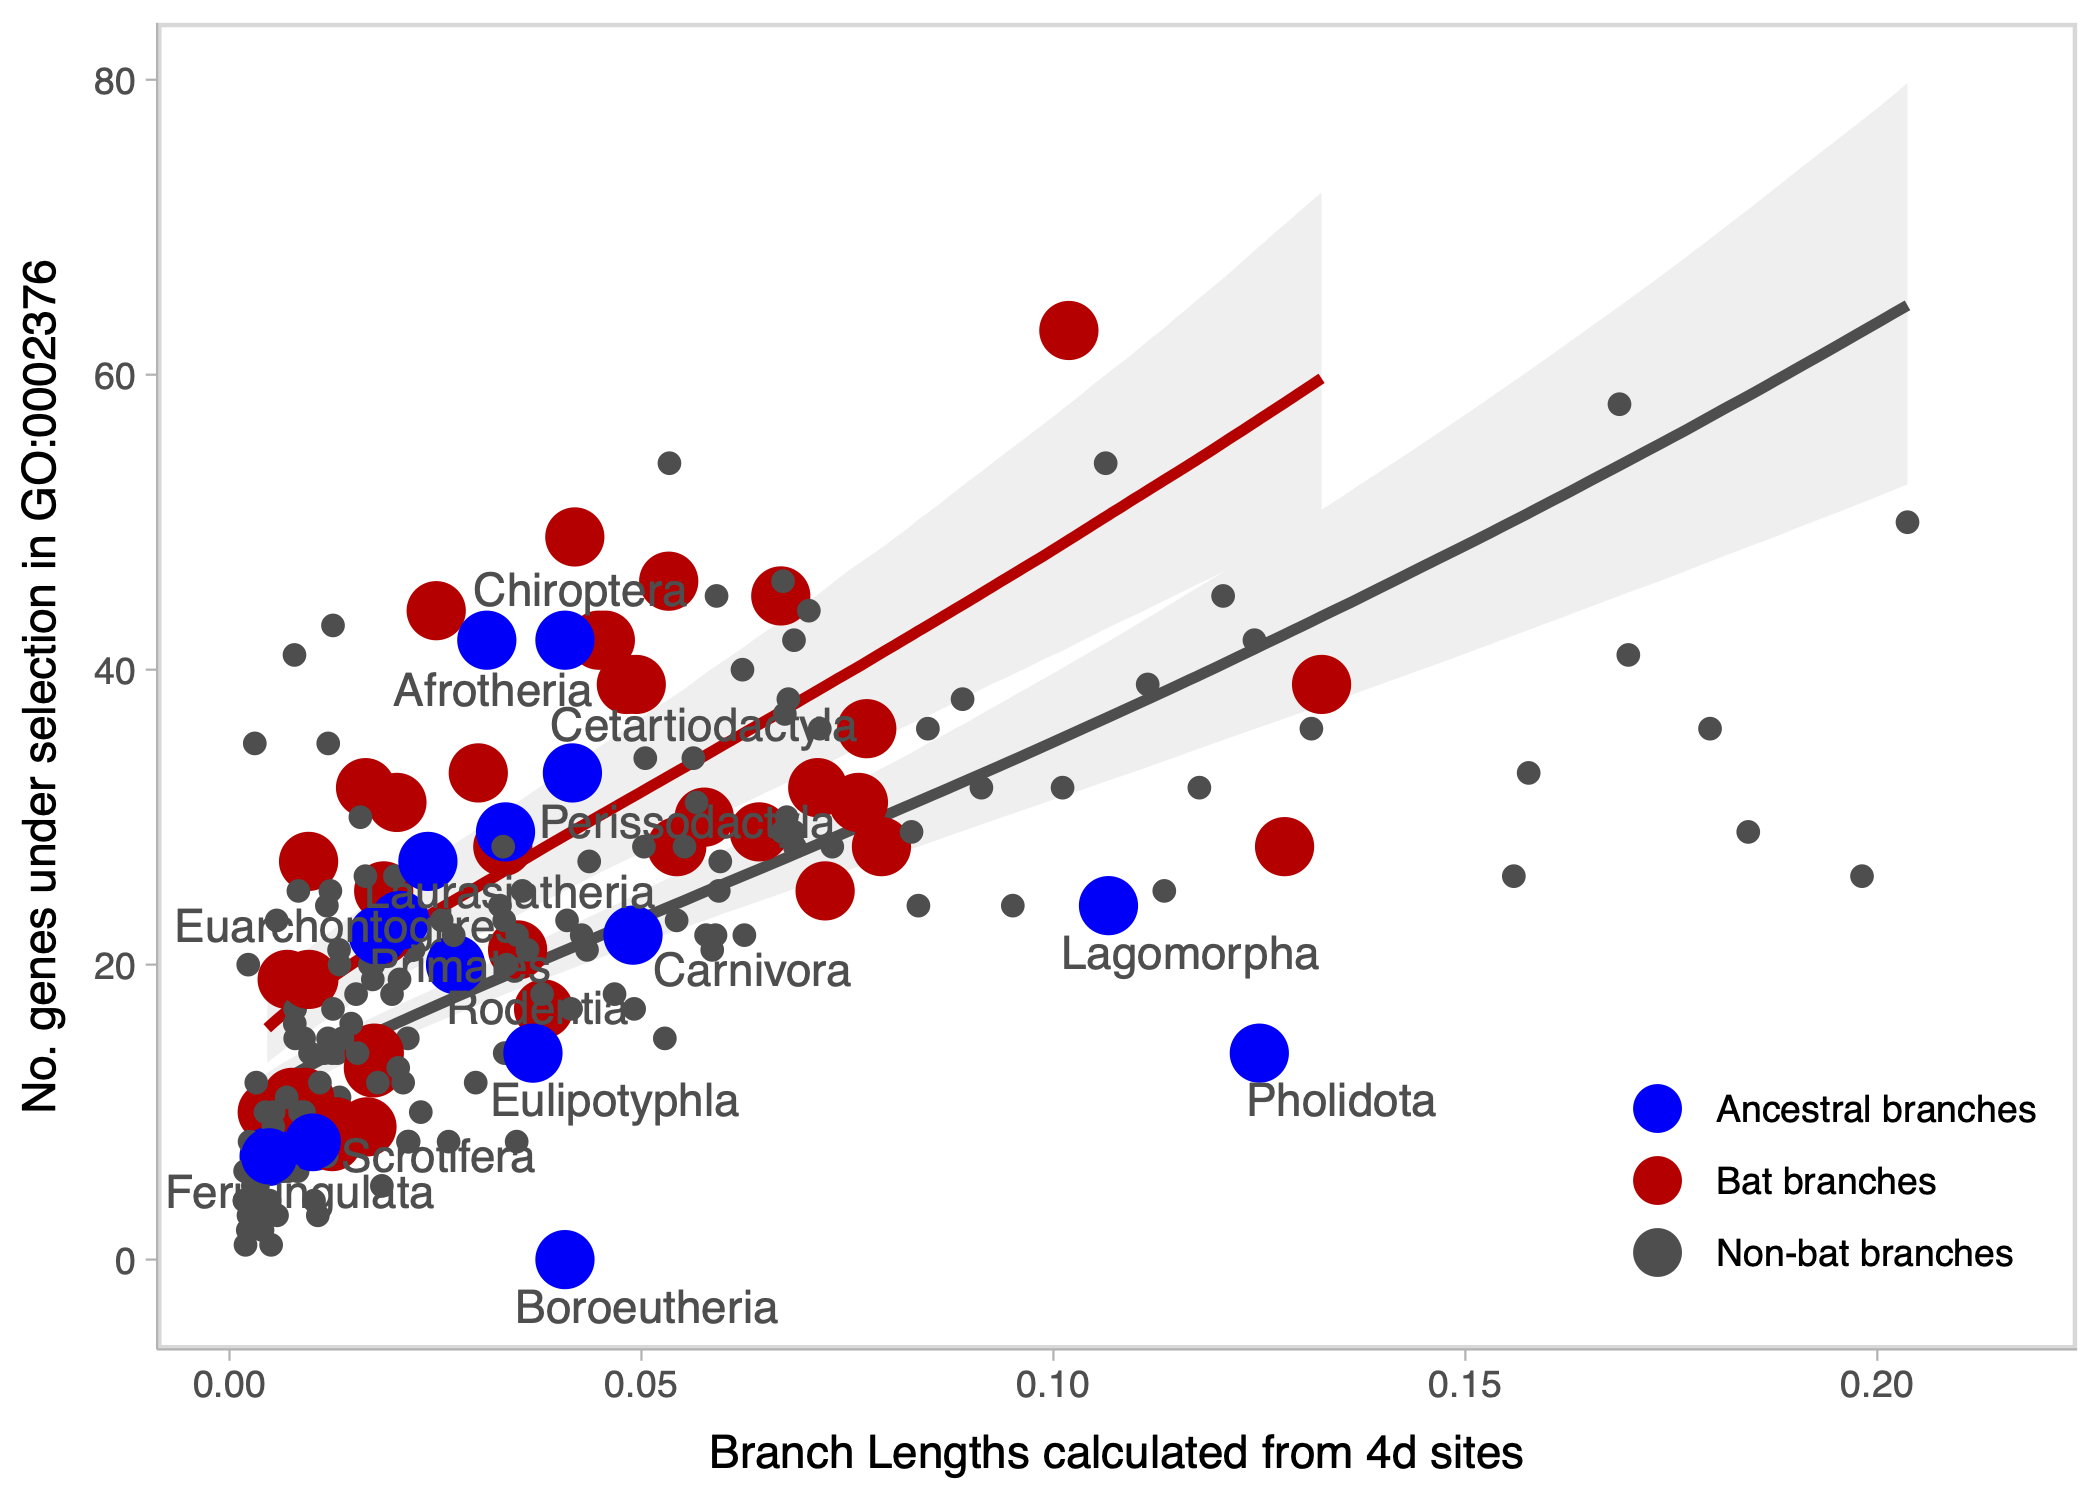 No. genes under selection in GO:0002376
80
60
40
20
0
Chiroptera
Afrotheria
Cetartiodactyla
Perissodactyla
Laurasiatheria
Euarchontoglires
Primates
Rodentia
Carnivora
Lagomorpha
Eulipotyphla
Pholidota
Scrotifera
Ferungulata
Boroeutheria
Ancestral branches
Bat branches
Non-bat branches
0.00
0.05
0.10
0.15
0.20
Branch Lengths calculated from 4d sites